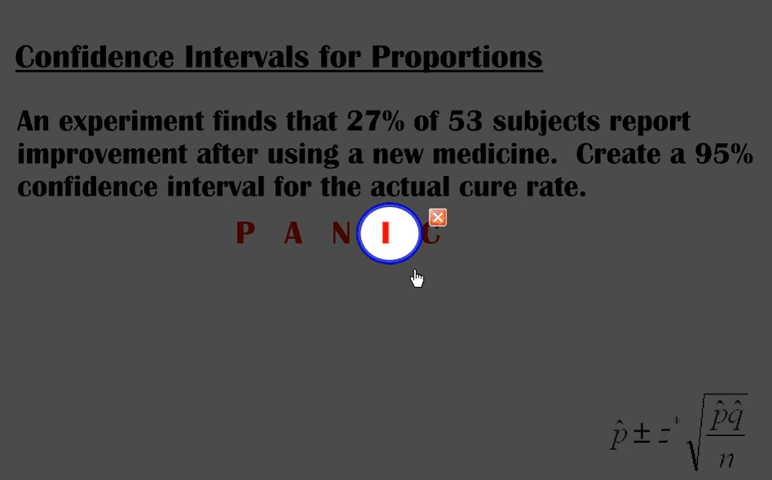 Confidence Intervals for Proportions
An experiment finds that 27% of 53 subjects report
improvement after using a new medicine. Create a 95%
confidence interval for the actual cure rate.
P A N I C
p̂ ± z* √(p̂q̂/n)